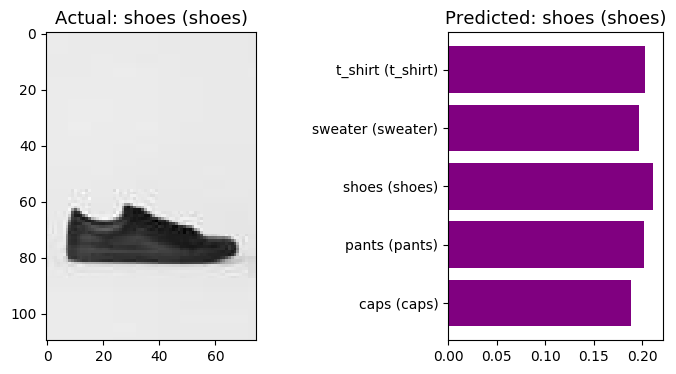 Actual: shoes (shoes)
0
20
40
60
80
100
0 20 40 60
Predicted: shoes (shoes)
t_shirt (t_shirt)
sweater (sweater)
shoes (shoes)
pants (pants)
caps (caps)
0.00 0.05 0.10 0.15 0.20